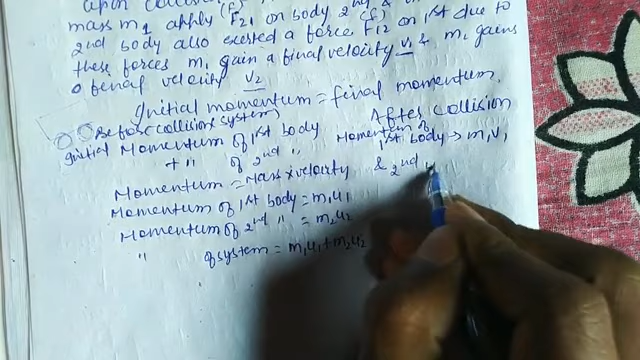 upon collision
mass m1 apply (F21 on body 2nd &
2nd body also exerted a force (f) F12 on 1st due to
these forces m1 gain a final velocity v1 & m1 gains
a final velocity v2
Initial momentum = final momentum.
Before collision (system)
After Collision
Initial Momentum of 1st body
+ " of 2nd "
Momentum = Mass x velocity
Momentum of 1st body = m1u1
Momentum of 2nd " = m2u2
" of system = m1u1 + m2u2
Momentum of
1st body → m1v1
& 2nd